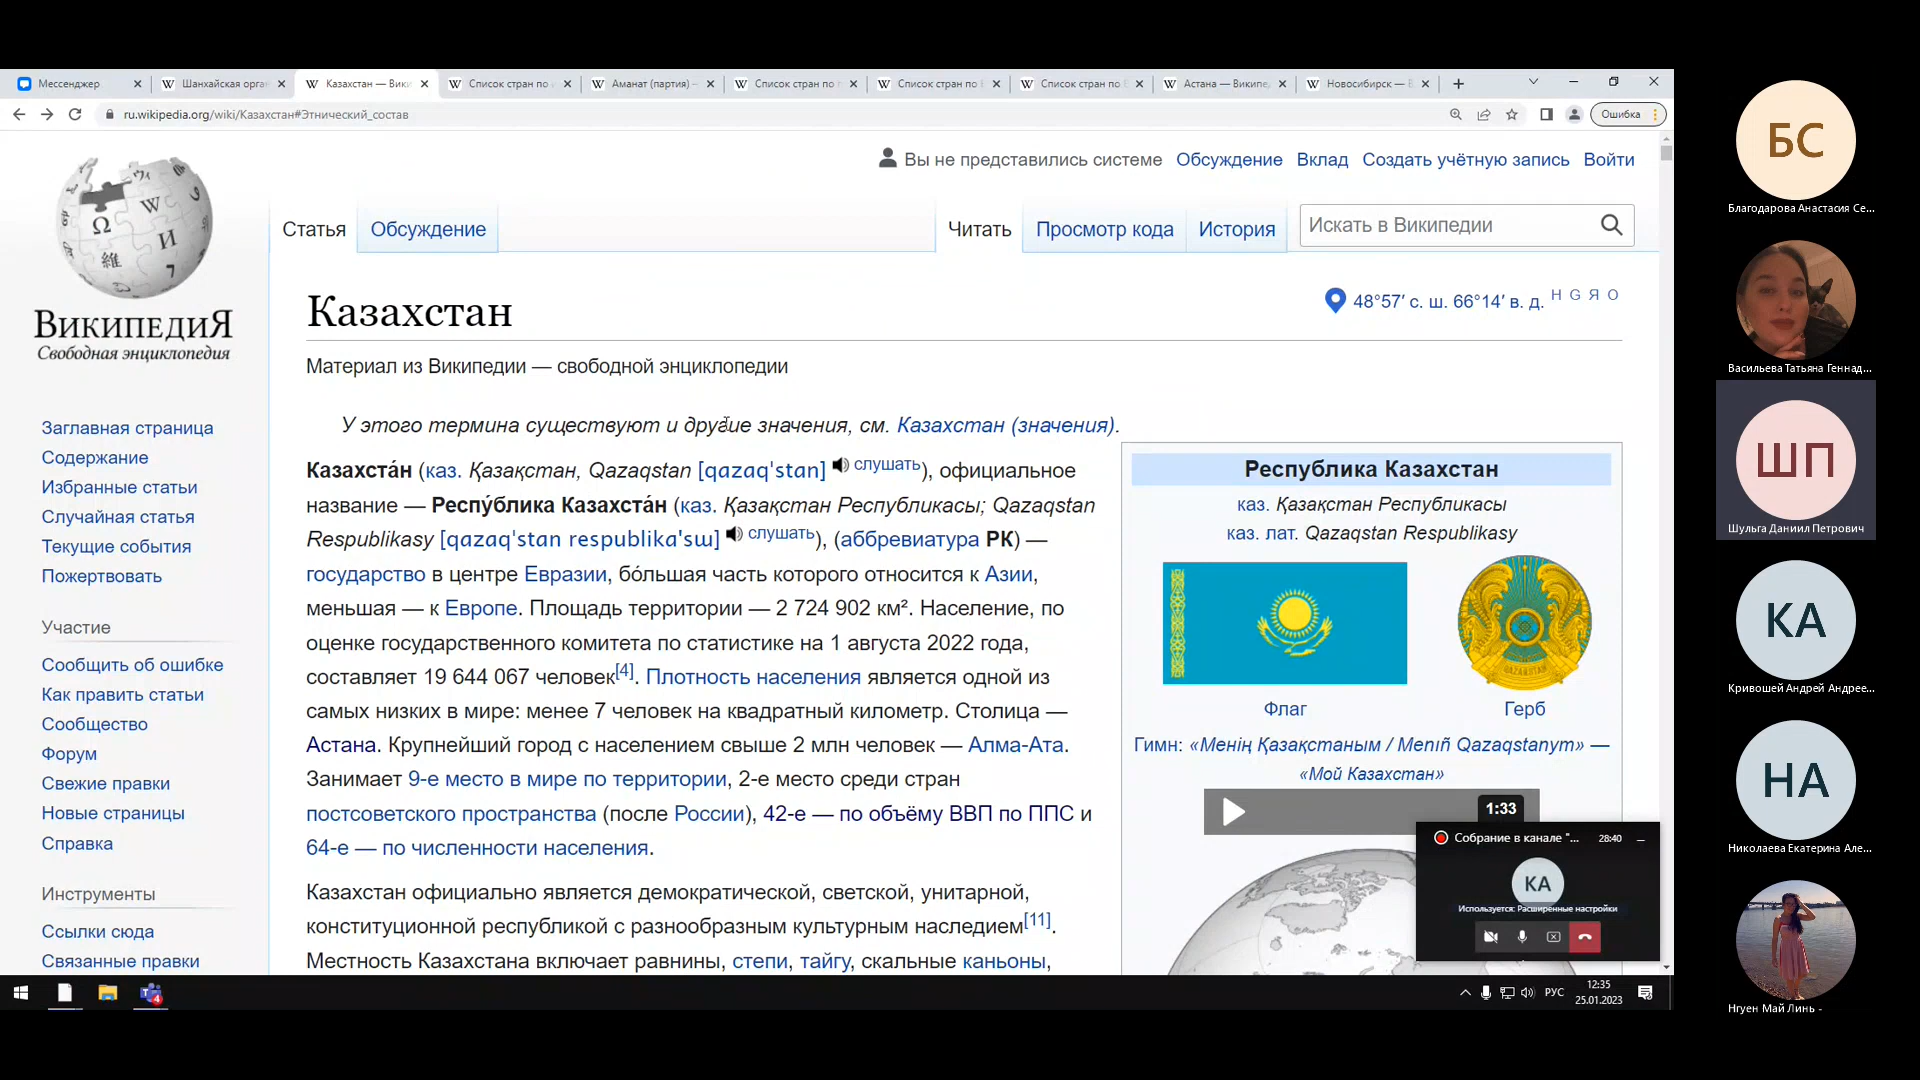 Мессенджер
Шанхайская орга
Казахстан — Вики
Список стран по
Аманат (партия) —
Список стран по
Список стран по
Список стран по
Астана — Википе
Новосибирск — В
ru.wikipedia.org/wiki/Казахстан#Этнический_состав
Ошибка
Вы не представились системе Обсуждение Вклад Создать учётную запись Войти
Статья Обсуждение Читать Просмотр кода История Искать в Википедии
ВИКИПЕДИЯ
Свободная энциклопедия
Заглавная страница
Содержание
Избранные статьи
Случайная статья
Текущие события
Пожертвовать
Участие
Сообщить об ошибке
Как править статьи
Сообщество
Форум
Свежие правки
Новые страницы
Справка
Инструменты
Ссылки сюда
Связанные правки
Казахстан
48°57′ с. ш. 66°14′ в. д. H G Я O
Материал из Википедии — свободной энциклопедии
У этого термина существуют и другие значения, см. Казахстан (значения).
Казахста́н (каз. Қазақстан, Qazaqstan [qɑzɑqˈstɑn] слушать), официальное
название — Респу́блика Казахста́н (каз. Қазақстан Республикасы; Qazaqstan
Respublikasy [qɑzɑqˈstɑn respublikɑˈsɯ] слушать), (аббревиатура РК) —
государство в центре Евразии, бо́льшая часть которого относится к Азии,
меньшая — к Европе. Площадь территории — 2 724 902 км². Население, по
оценке государственного комитета по статистике на 1 августа 2022 года,
составляет 19 644 067 человек[4]. Плотность населения является одной из
самых низких в мире: менее 7 человек на квадратный километр. Столица —
Астана. Крупнейший город с населением свыше 2 млн человек — Алма-Ата.
Занимает 9-е место в мире по территории, 2-е место среди стран
постсоветского пространства (после России), 42-е — по объёму ВВП по ППС и
64-е — по численности населения.
Казахстан официально является демократической, светской, унитарной,
конституционной республикой с разнообразным культурным наследием[11].
Местность Казахстана включает равнины, степи, тайгу, скальные каньоны,
Республика Казахстан
каз. Қазақстан Республикасы
каз. лат. Qazaqstan Respublikasy
Флаг Герб
Гимн: «Менің Қазақстаным / Menıñ Qazaqstanym» —
«Мой Казахстан»
1:33
Собрание в канале "... 28:40
КА
Используется: Расширенные настройки
4
РУС
12:35
25.01.2023
БС
Благодарова Анастасия Се...
Васильева Татьяна Геннад...
ШП
Шульга Даниил Петрович
КА
Кривошей Андрей Андрее...
НА
Николаева Екатерина Але...
Нгуен Май Линь -